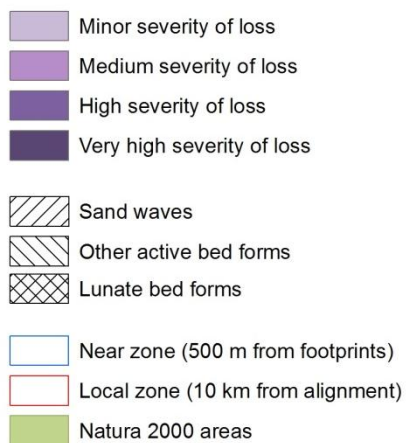 Minor severity of loss
Medium severity of loss
High severity of loss
Very high severity of loss
Sand waves
Other active bed forms
Lunate bed forms
Near zone (500 m from footprints)
Local zone (10 km from alignment)
Natura 2000 areas